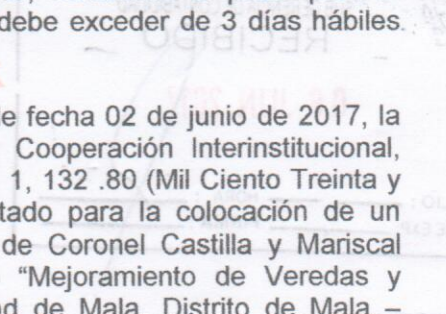 debe exceder de 3 días hábiles
RECIBIDO
de fecha 02 de junio de 2017, la
Cooperación Interinstitucional,
1, 132 .80 (Mil Ciento Treinta y
tado para la colocación de un
de Coronel Castilla y Mariscal
"Mejoramiento de Veredas y
ad de Mala, Distrito de Mala –